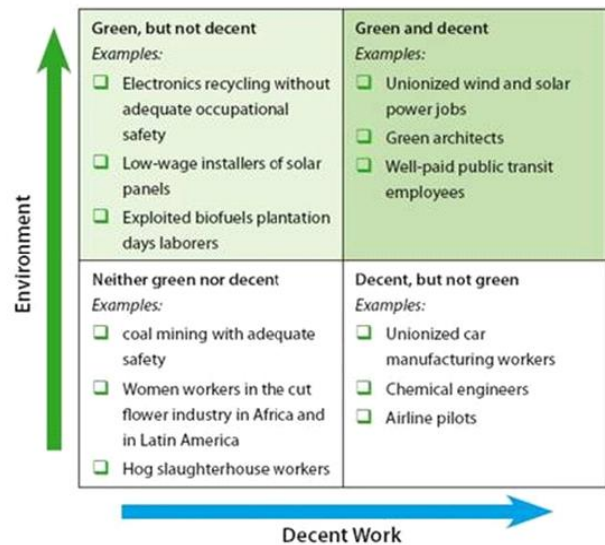 Green, but not decent
Examples:
Electronics recycling without
adequate occupational
safety
Low-wage installers of solar
panels
Exploited biofuels plantation
days laborers
Green and decent
Examples:
Unionized wind and solar
power jobs
Green architects
Well-paid public transit
employees
Neither green nor decent
Examples:
coal mining with adequate
safety
Women workers in the cut
flower industry in Africa and
in Latin America
Hog slaughterhouse workers
Decent, but not green
Examples:
Unionized car
manufacturing workers
Chemical engineers
Airline pilots
Environment
Decent Work